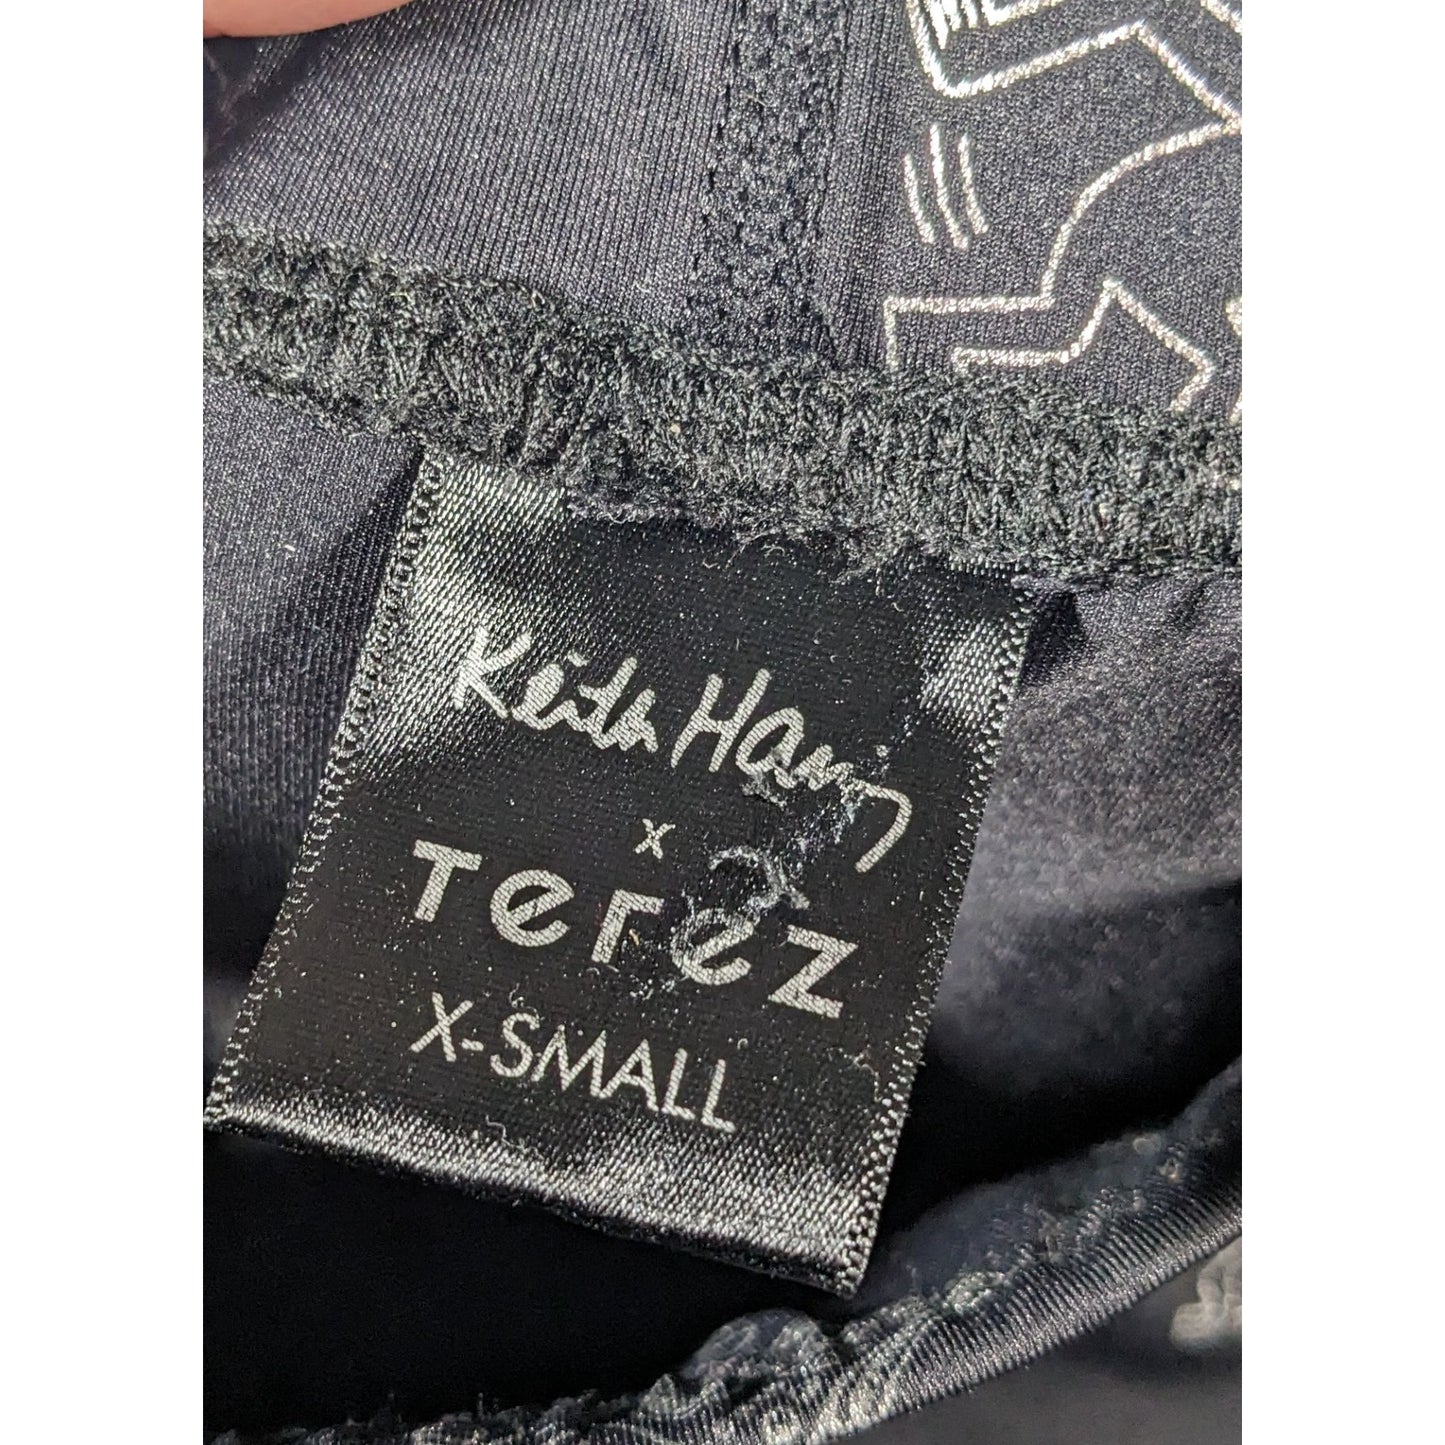 Keith Haring
x
Terez
X-SMALL